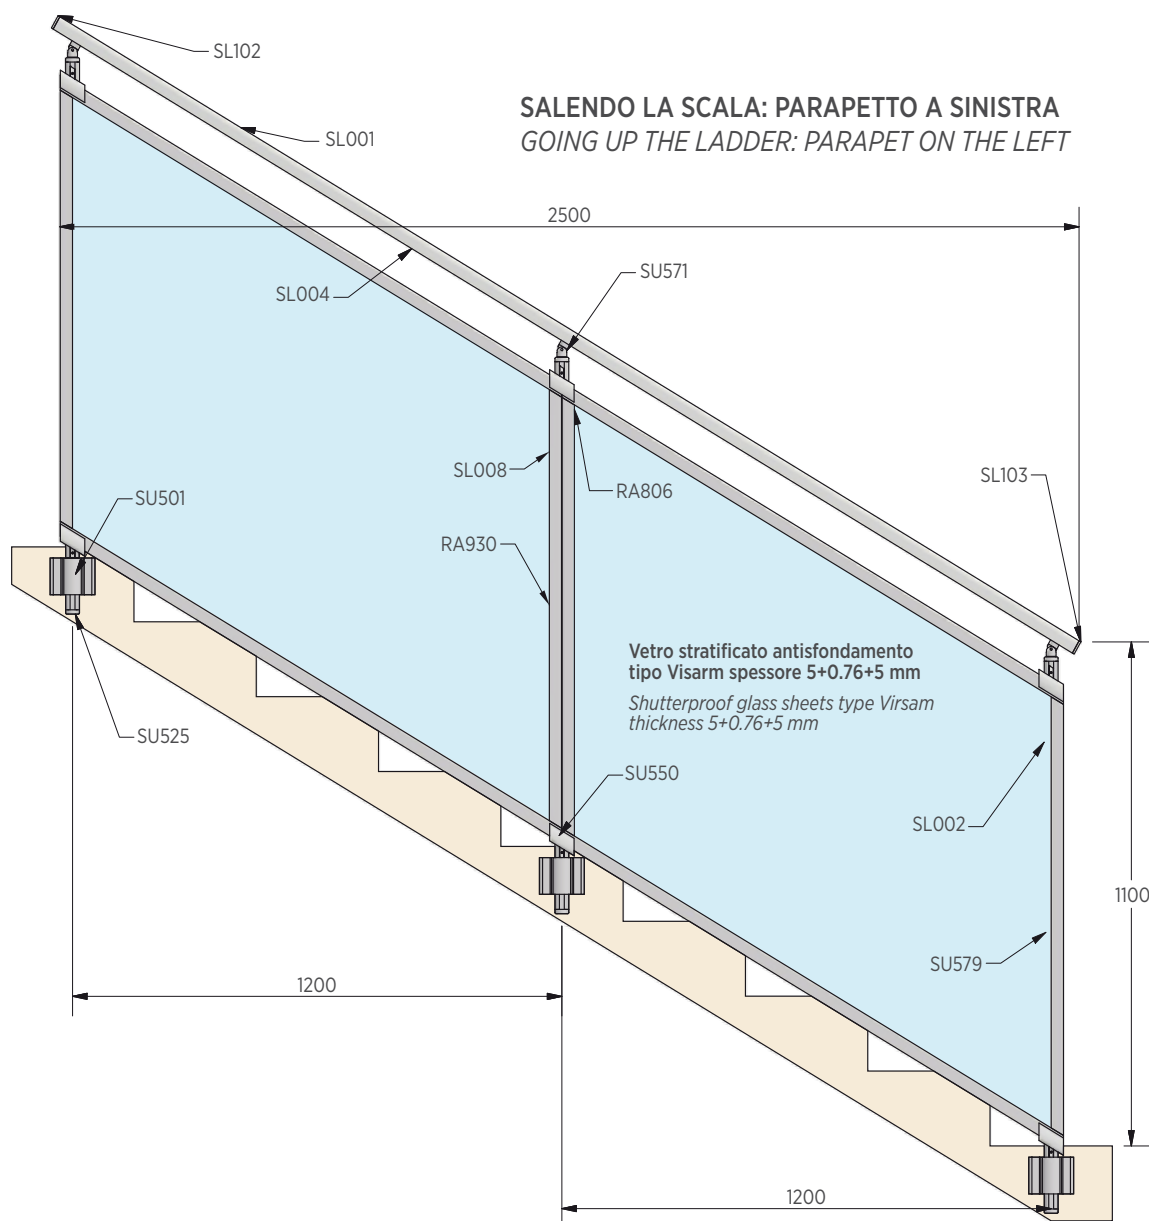 SL102
SALENDO LA SCALA: PARAPETTO A SINISTRA
GOING UP THE LADDER: PARAPET ON THE LEFT
SL001
2500
SU571
SL004
SL008
SL103
RA806
SU501
RA930
Vetro stratificato antisfondamento
tipo Visarm spessore 5+0.76+5 mm
Shutterproof glass sheets type Virsam
thickness 5+0.76+5 mm
SU525
SU550
SL002
1100
SU579
1200
1200